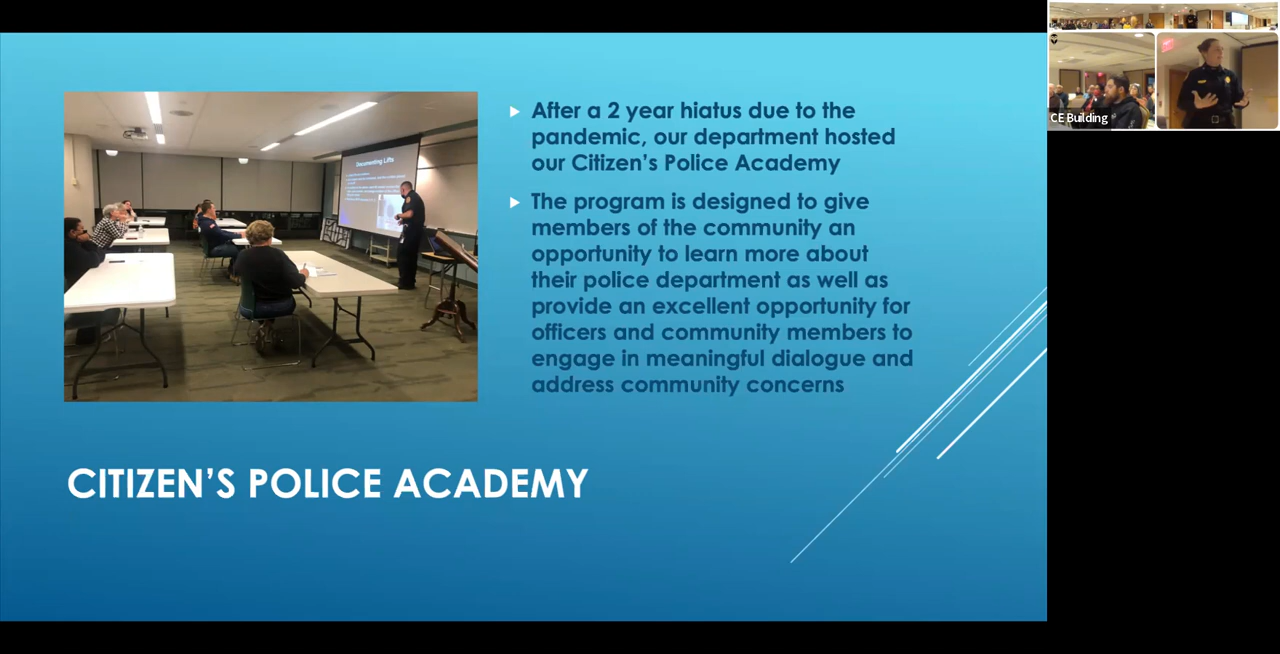 After a 2 year hiatus due to the
pandemic, our department hosted
our Citizen's Police Academy
The program is designed to give
members of the community an
opportunity to learn more about
their police department as well as
provide an excellent opportunity for
officers and community members to
engage in meaningful dialogue and
address community concerns
Documenting Lifts
CITIZEN'S POLICE ACADEMY
CE Building